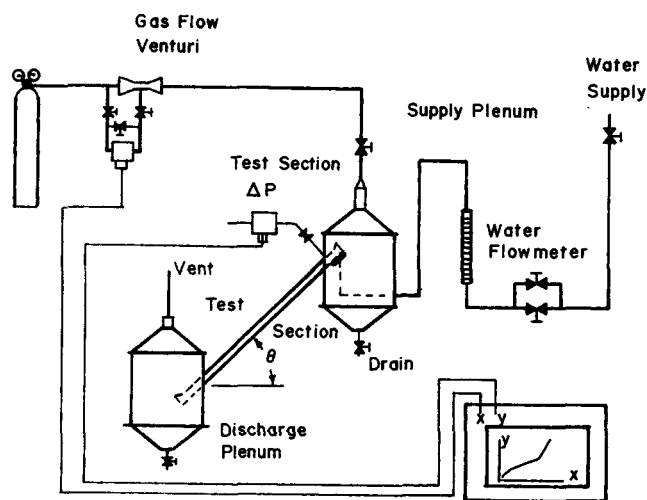 Gas Flow
Venturi
Water
Supply
Supply Plenum
Test Section
ΔP
Water
Flowmeter
Vent
Test
Section
θ
Drain
Discharge
Plenum
x y
y
x